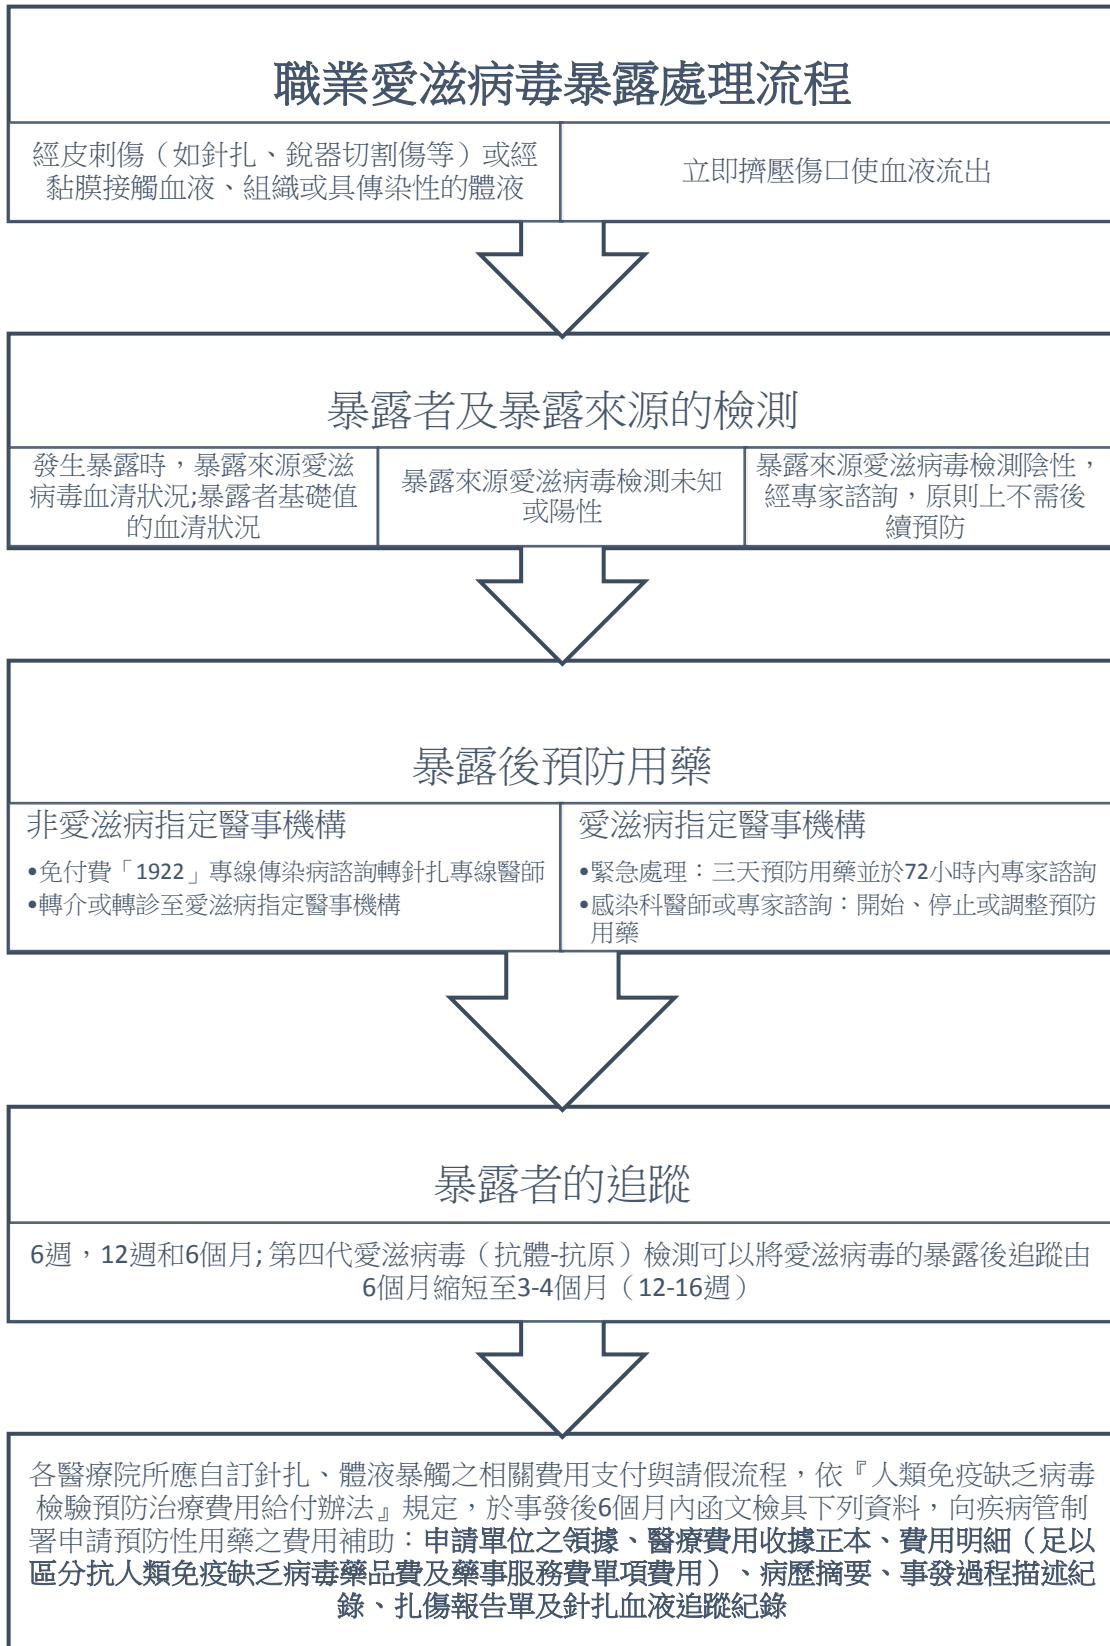 職業愛滋病毒暴露處理流程
經皮刺傷（如針扎、銳器切割傷等）或經
黏膜接觸血液、組織或具傳染性的體液
立即擠壓傷口使血液流出
暴露者及暴露來源的檢測
發生暴露時，暴露來源愛滋
病毒血清狀況;暴露者基礎值
的血清狀況
暴露來源愛滋病毒檢測未知
或陽性
暴露來源愛滋病毒檢測陰性，
經專家諮詢，原則上不需後
續預防
暴露後預防用藥
非愛滋病指定醫事機構
•免付費「1922」專線傳染病諮詢轉針扎專線醫師
•轉介或轉診至愛滋病指定醫事機構
愛滋病指定醫事機構
•緊急處理：三天預防用藥並於72小時內專家諮詢
•感染科醫師或專家諮詢：開始、停止或調整預防
用藥
暴露者的追蹤
6週，12週和6個月; 第四代愛滋病毒（抗體-抗原）檢測可以將愛滋病毒的暴露後追蹤由
6個月縮短至3-4個月（12-16週）
各醫療院所應自訂針扎、體液暴觸之相關費用支付與請假流程，依『人類免疫缺乏病毒
檢驗預防治療費用給付辦法』規定，於事發後6個月內函文檢具下列資料，向疾病管制
署申請預防性用藥之費用補助：申請單位之領據、醫療費用收據正本、費用明細（足以
區分抗人類免疫缺乏病毒藥品費及藥事服務費單項費用）、病歷摘要、事發過程描述紀
錄、扎傷報告單及針扎血液追蹤紀錄